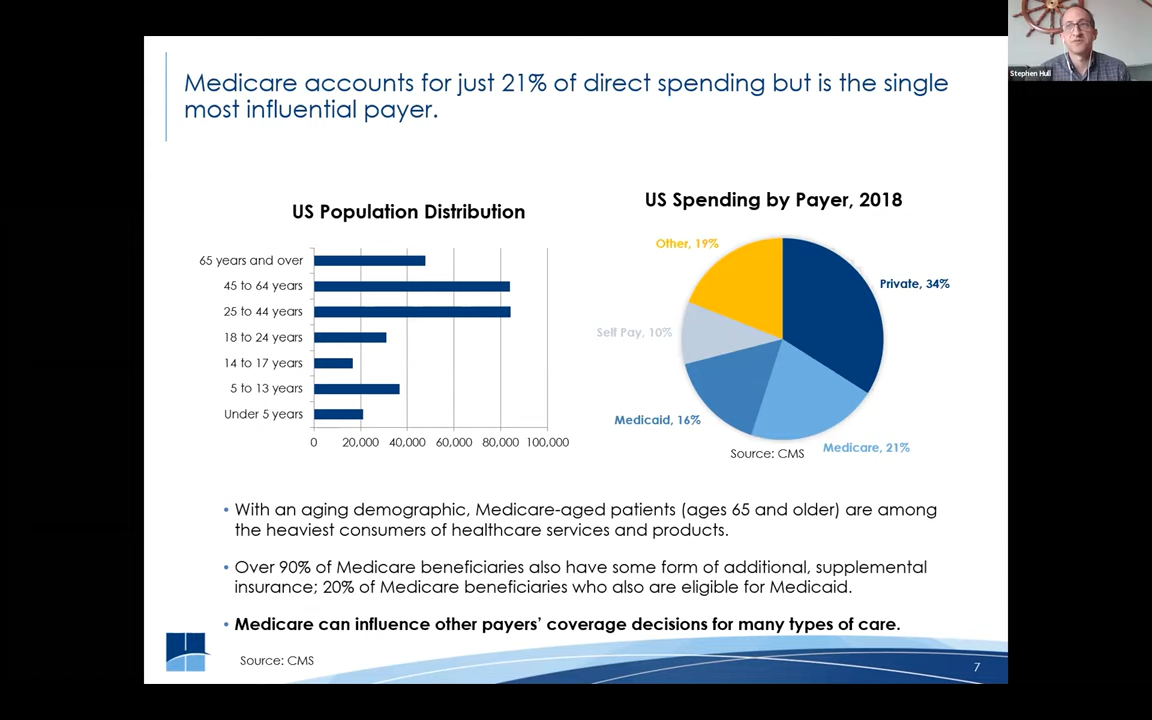 Stephen Hull
Medicare accounts for just 21% of direct spending but is the single
most influential payer.
US Population Distribution
65 years and over
45 to 64 years
25 to 44 years
18 to 24 years
14 to 17 years
5 to 13 years
Under 5 years
0 20,000 40,000 60,000 80,000 100,000
US Spending by Payer, 2018
Other, 19%
Private, 34%
Self Pay, 10%
Medicaid, 16%
Medicare, 21%
Source: CMS
• With an aging demographic, Medicare-aged patients (ages 65 and older) are among
the heaviest consumers of healthcare services and products.
• Over 90% of Medicare beneficiaries also have some form of additional, supplemental
insurance; 20% of Medicare beneficiaries who also are eligible for Medicaid.
• Medicare can influence other payers’ coverage decisions for many types of care.
Source: CMS
7